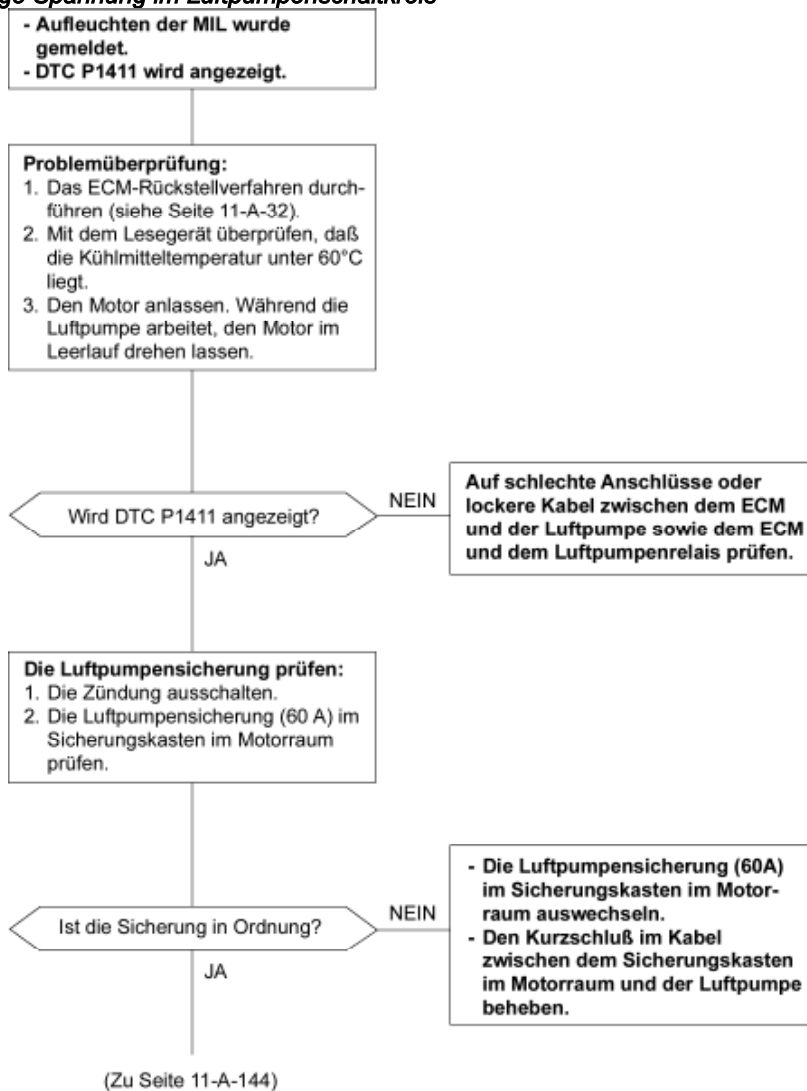 Spannung im Luftpumpenschaltkreis
- Aufleuchten der MIL wurde
gemeldet.
- DTC P1411 wird angezeigt.
Problemüberprüfung:
1. Das ECM-Rückstellverfahren durch-
führen (siehe Seite 11-A-32).
2. Mit dem Lesegerät überprüfen, daß
die Kühlmitteltemperatur unter 60°C
liegt.
3. Den Motor anlassen. Während die
Luftpumpe arbeitet, den Motor im
Leerlauf drehen lassen.
Wird DTC P1411 angezeigt?
NEIN
Auf schlechte Anschlüsse oder
lockere Kabel zwischen dem ECM
und der Luftpumpe sowie dem ECM
und dem Luftpumpenrelais prüfen.
JA
Die Luftpumpensicherung prüfen:
1. Die Zündung ausschalten.
2. Die Luftpumpensicherung (60 A) im
Sicherungskasten im Motorraum
prüfen.
Ist die Sicherung in Ordnung?
NEIN
- Die Luftpumpensicherung (60A)
im Sicherungskasten im Motor-
raum auswechseln.
- Den Kurzschluß im Kabel
zwischen dem Sicherungskasten
im Motorraum und der Luftpumpe
beheben.
JA
(Zu Seite 11-A-144)